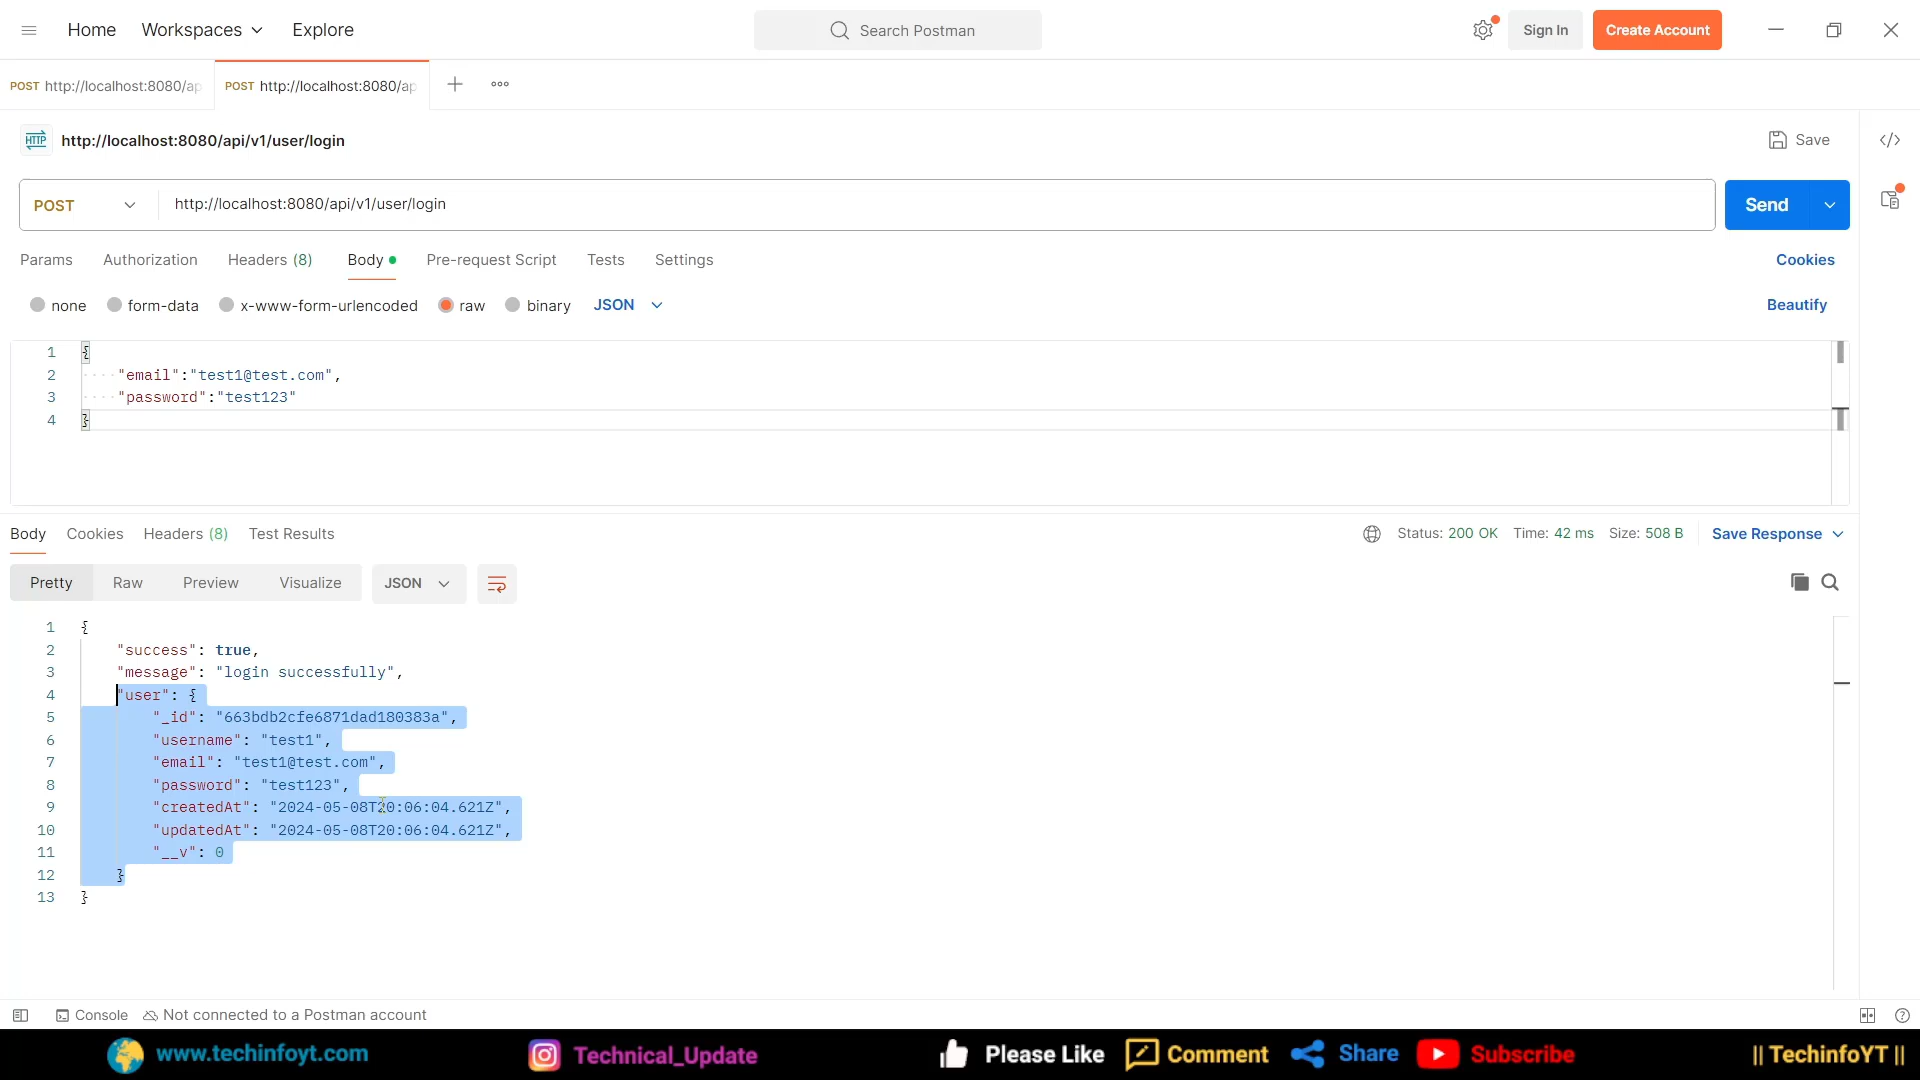 Home Workspaces Explore Search Postman Sign In Create Account
POST http://localhost:8080/ap POST http://localhost:8080/ap
HTTP http://localhost:8080/api/v1/user/login Save
POST http://localhost:8080/api/v1/user/login Send
Params Authorization Headers (8) Body Pre-request Script Tests Settings Cookies
none form-data x-www-form-urlencoded raw binary JSON Beautify
1 {
2 "email":"test1@test.com",
3 "password":"test123"
4 }
Body Cookies Headers (8) Test Results Status: 200 OK Time: 42 ms Size: 508 B Save Response
Pretty Raw Preview Visualize JSON
1 {
2 "success": true,
3 "message": "login successfully",
4 "user": {
5 "_id": "663bdb2cfe6871dad180383a",
6 "username": "test1",
7 "email": "test1@test.com",
8 "password": "test123",
9 "createdAt": "2024-05-08T20:06:04.621Z",
10 "updatedAt": "2024-05-08T20:06:04.621Z",
11 "__v": 0
12 }
13 }
Console Not connected to a Postman account
www.techinfoyt.com Technical_Update Please Like Comment Share Subscribe || TechinfoYT ||